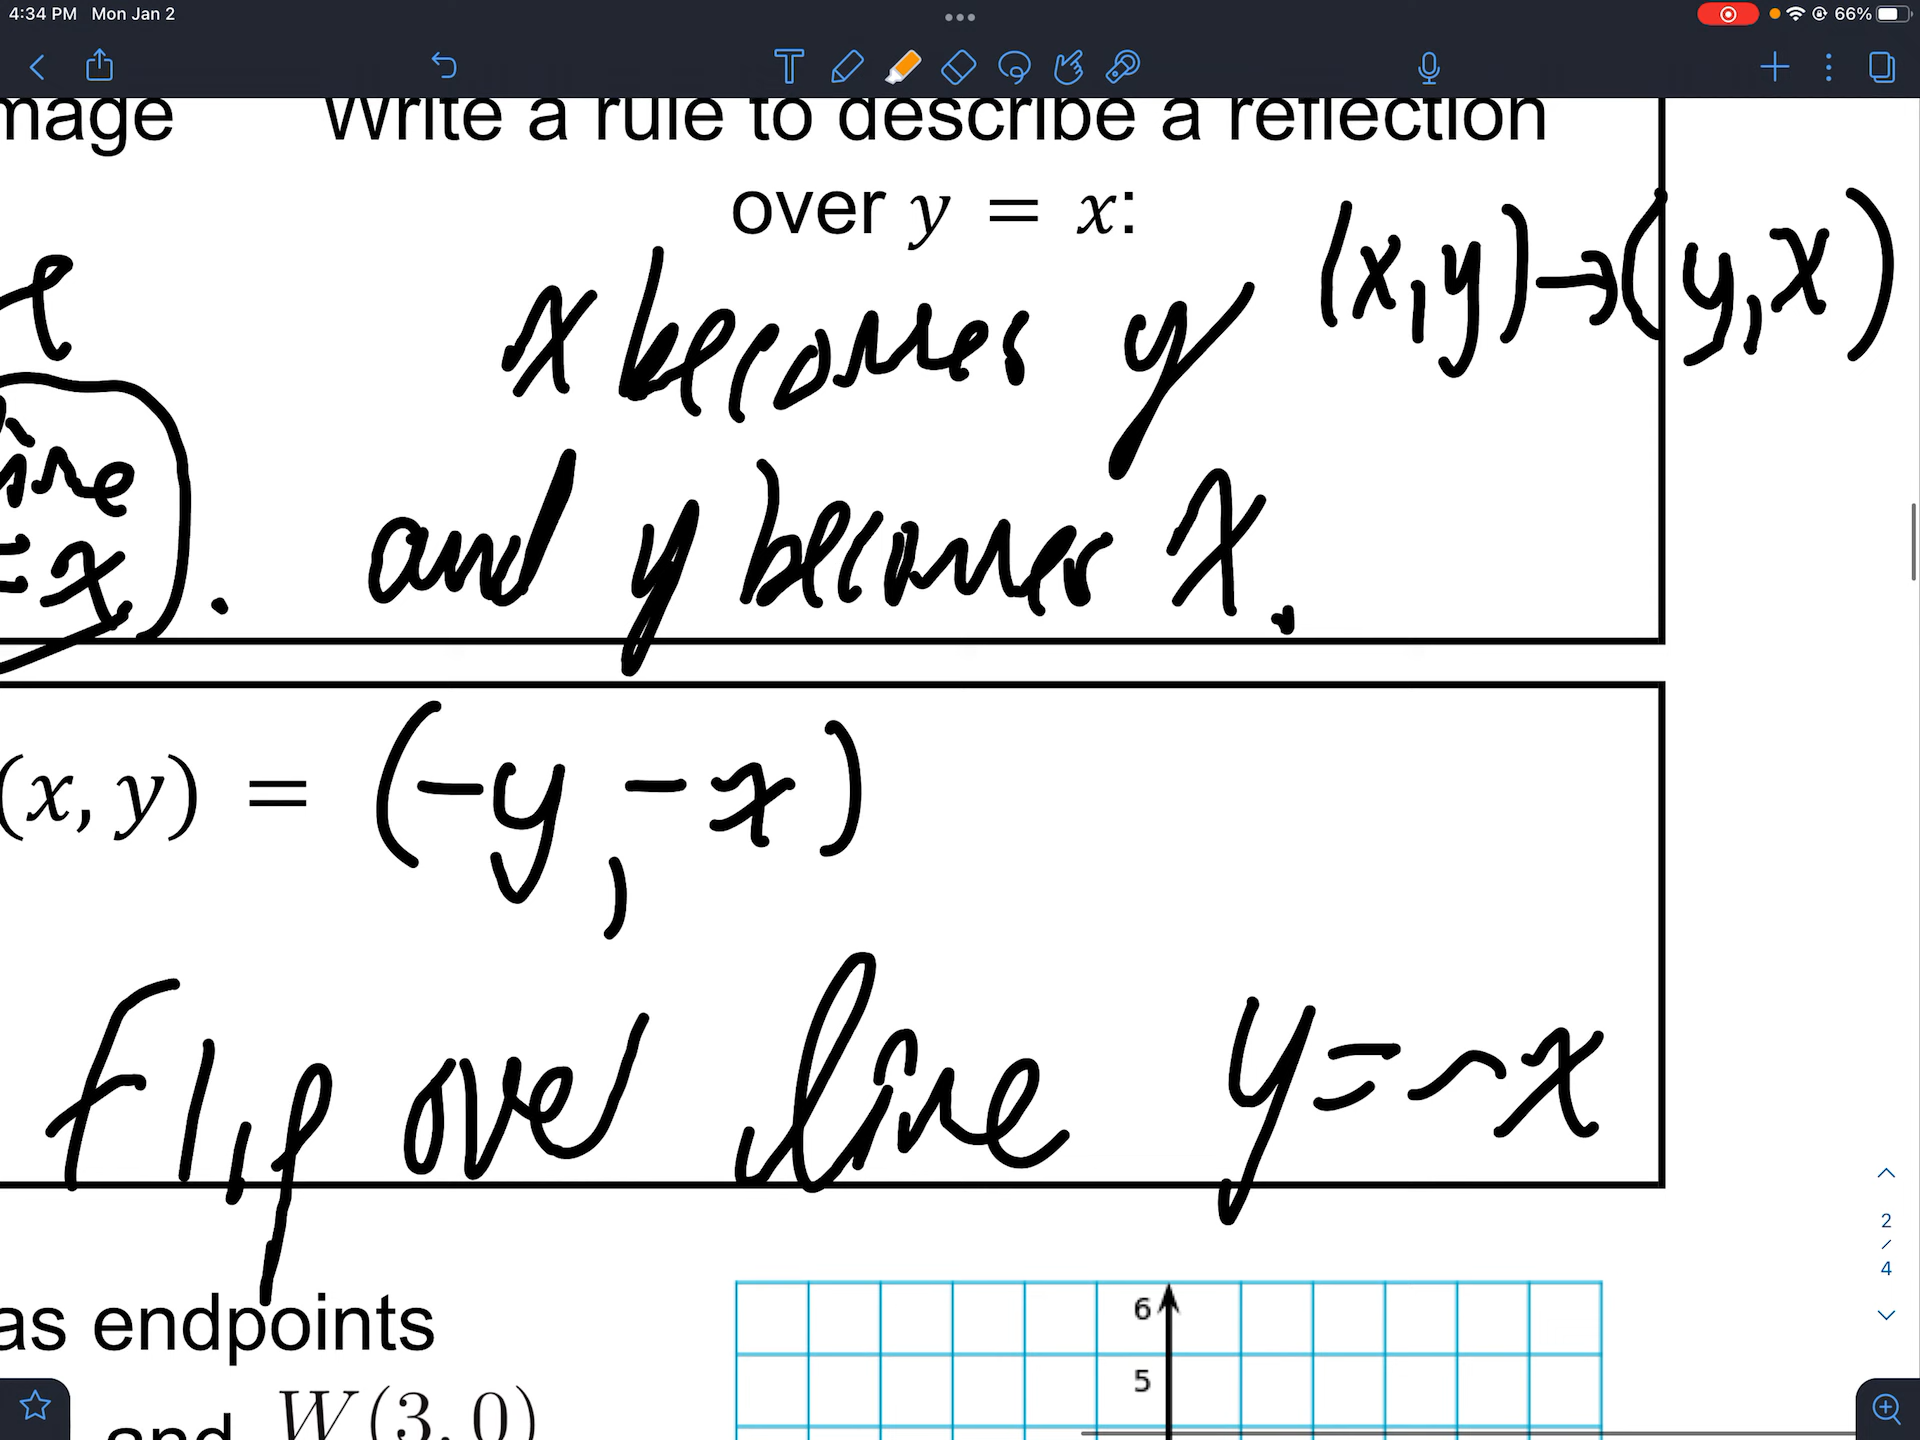 4:34 PM Mon Jan 2
66%
mage Write a rule to describe a reflection
over y = x:
(x,y)→(y,x)
x becomes y
ine
=x
and y becomes x.
(x, y) = (-y, -x)
Flip over line y=-x
2
/
4
as endpoints
6
5
and W(3, 0)